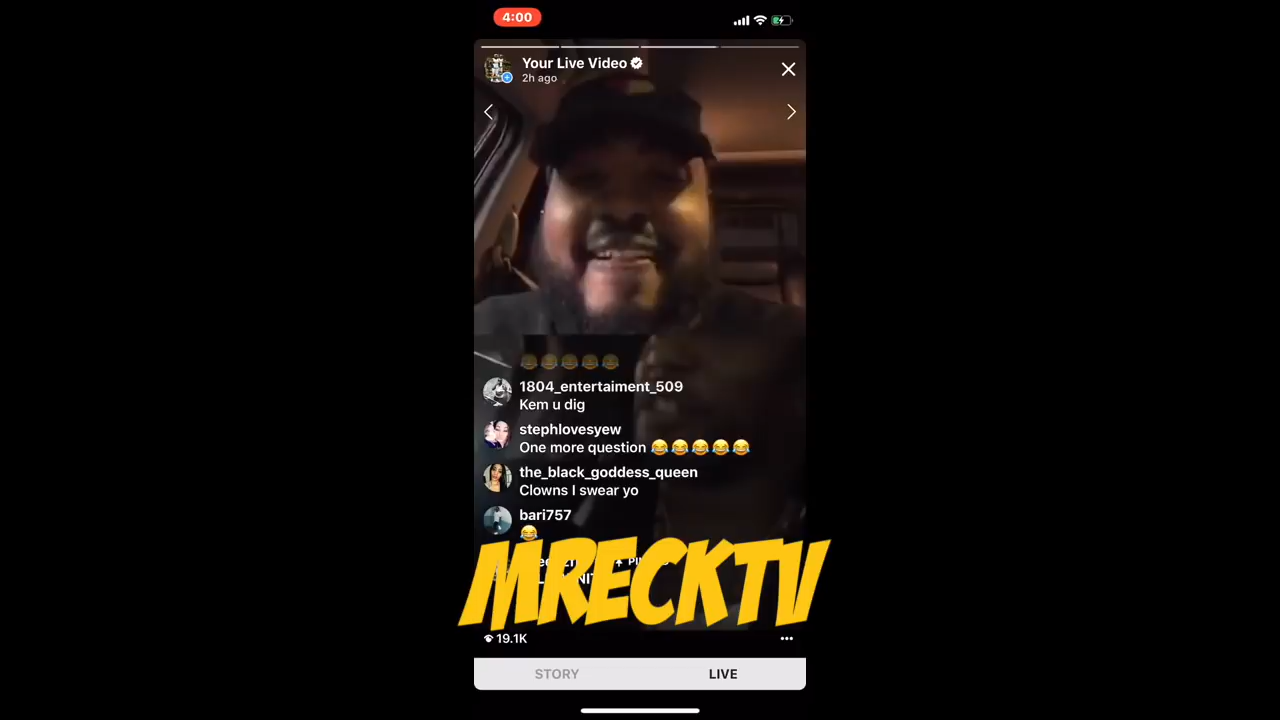 4:00
Your Live Video
2h ago
😂😂😂😂😂
1804_entertaiment_509
Kem u dig
stephlovesyew
One more question 😂😂😂😂😂
the_black_goddess_queen
Clowns I swear yo
bari757
😂
MRECKTV
19.1K
STORY
LIVE